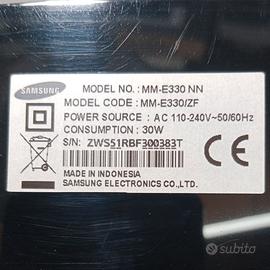 SAMSUNG
MODEL NO.: MM-E330 NN
MODEL CODE : MM-E330/ZF
POWER SOURCE : AC 110-240V~50/60Hz
CONSUMPTION : 30W
S/N: ZWS51RBF300383T
CE
MADE IN INDONESIA
SAMSUNG ELECTRONICS CO.,LTD.
subito